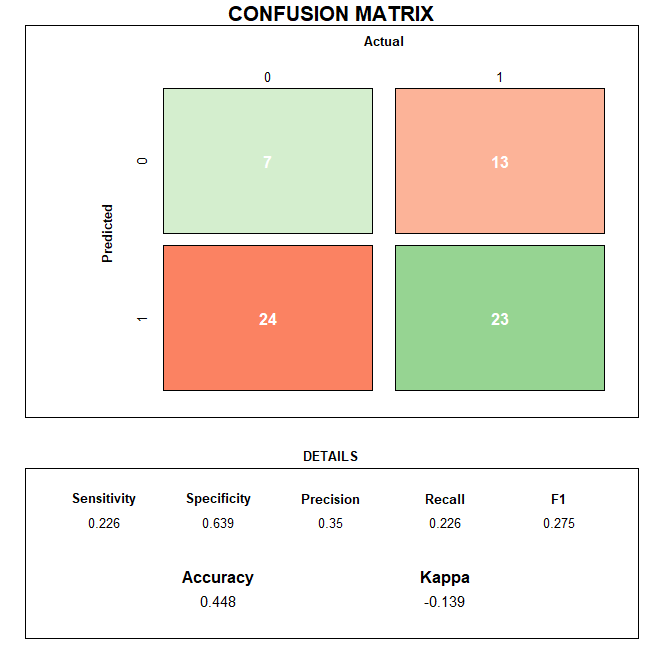 CONFUSION MATRIX
Actual
0 1
Predicted
0
7 13
1
24 23
DETAILS
Sensitivity Specificity Precision Recall F1
0.226 0.639 0.35 0.226 0.275
Accuracy Kappa
0.448 -0.139